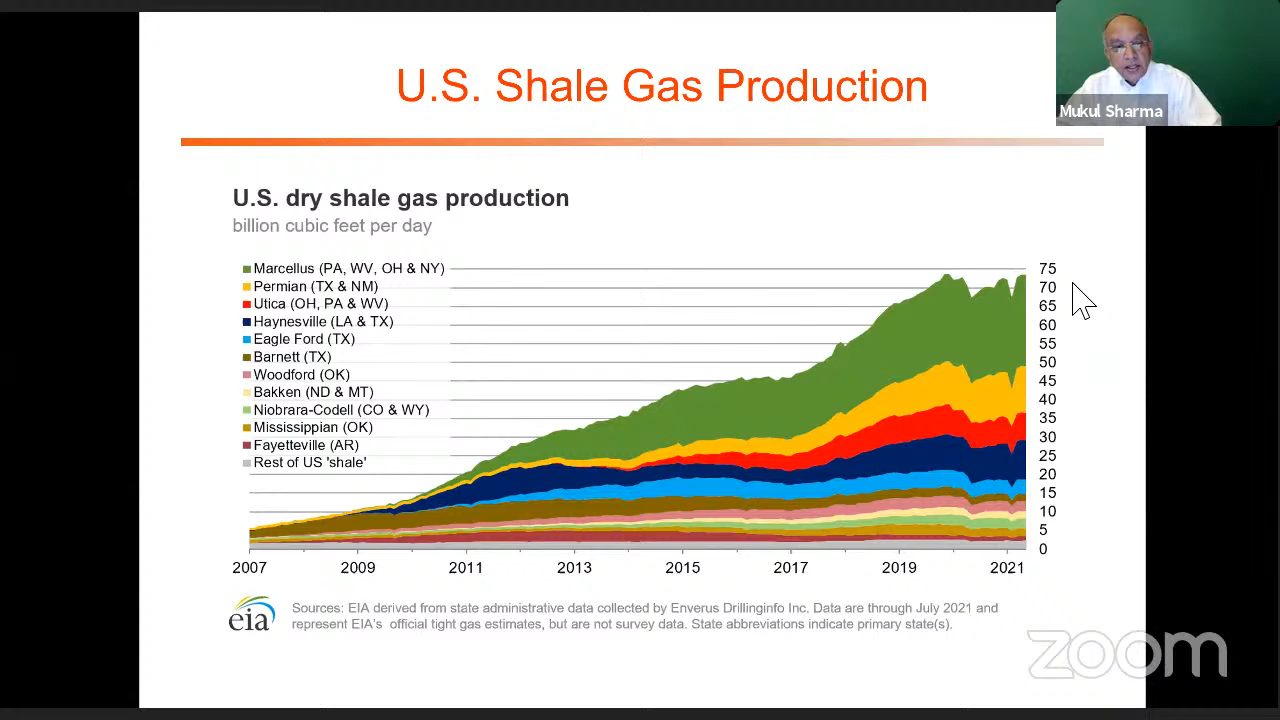 U.S. Shale Gas Production
Mukul Sharma
U.S. dry shale gas production
billion cubic feet per day
Marcellus (PA, WV, OH & NY)
Permian (TX & NM)
Utica (OH, PA & WV)
Haynesville (LA & TX)
Eagle Ford (TX)
Barnett (TX)
Woodford (OK)
Bakken (ND & MT)
Niobrara-Codell (CO & WY)
Mississippian (OK)
Fayetteville (AR)
Rest of US 'shale'
75
70
65
60
55
50
45
40
35
30
25
20
15
10
5
0
2007 2009 2011 2013 2015 2017 2019 2021
eia
Sources: EIA derived from state administrative data collected by Enverus Drillinginfo Inc. Data are through July 2021 and
represent EIA's official tight gas estimates, but are not survey data. State abbreviations indicate primary state(s).
zoom